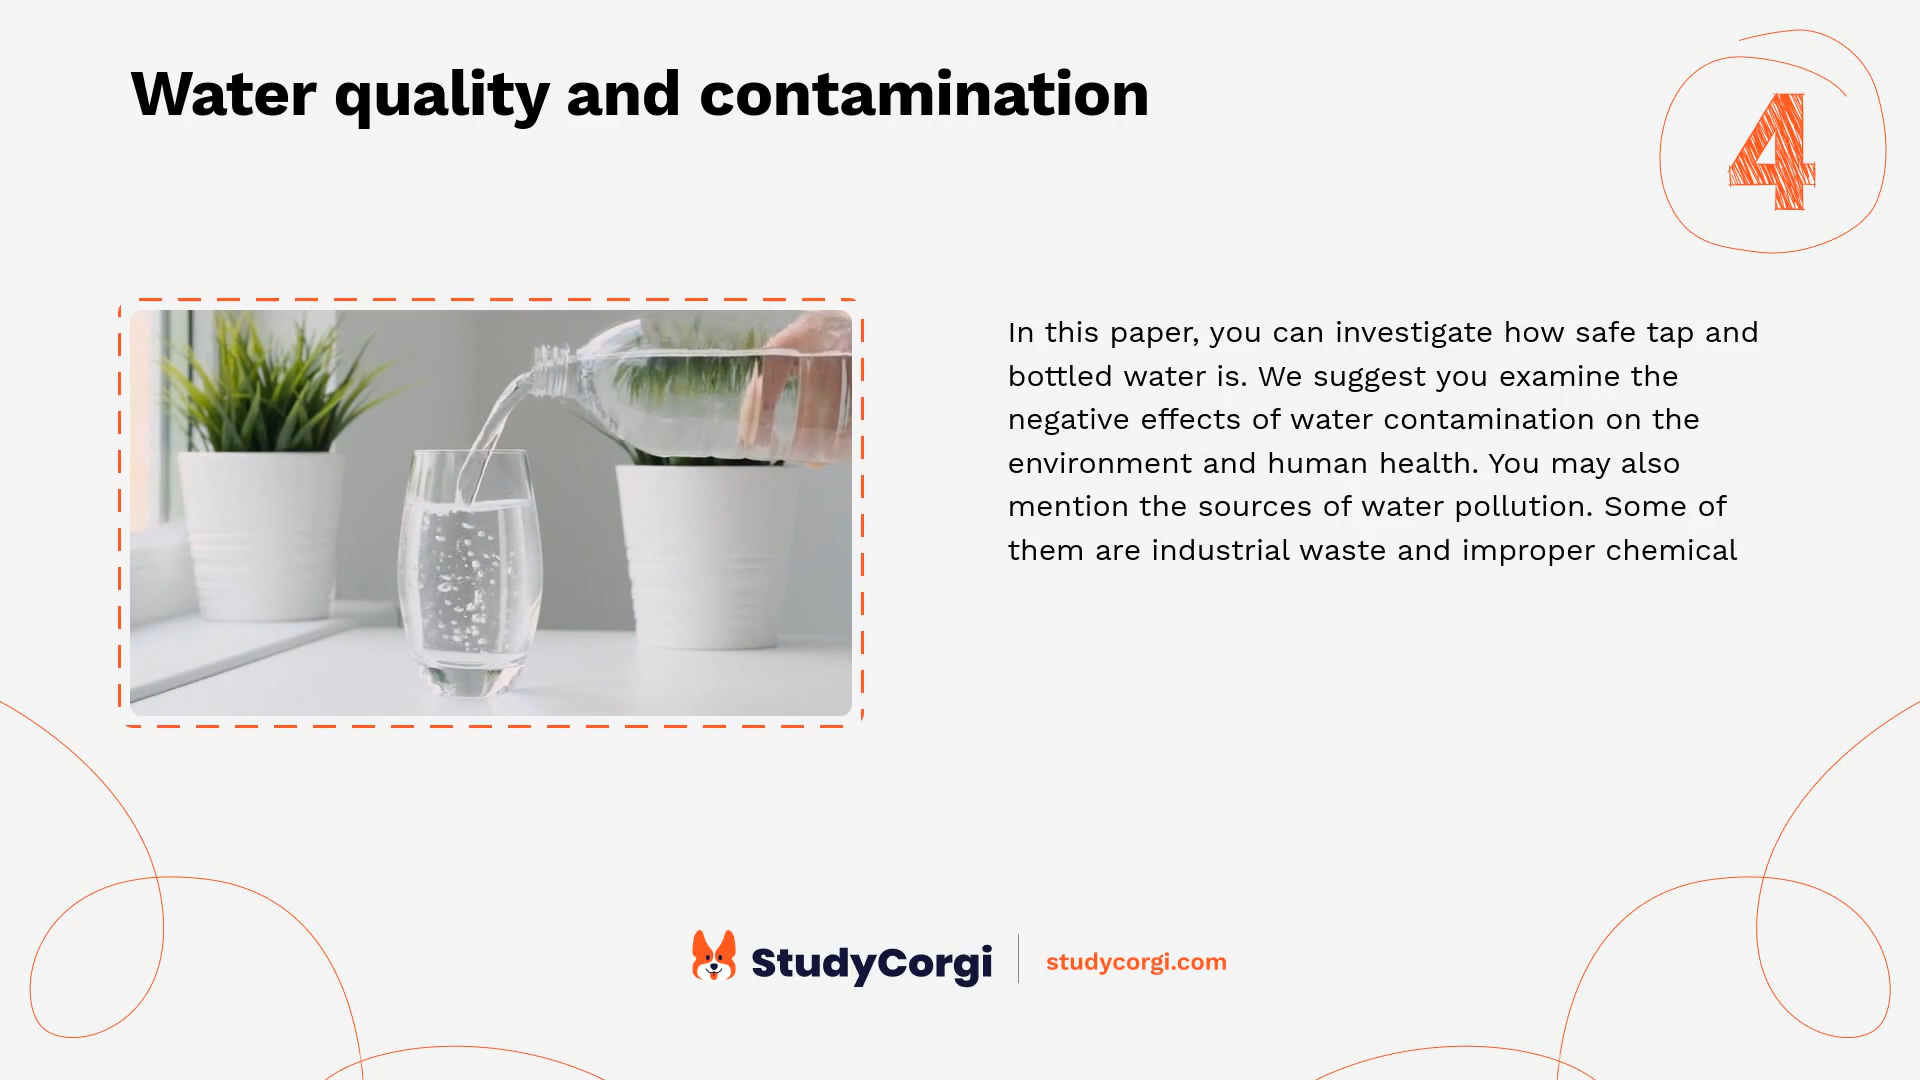 Water quality and contamination
4
In this paper, you can investigate how safe tap and
bottled water is. We suggest you examine the
negative effects of water contamination on the
environment and human health. You may also
mention the sources of water pollution. Some of
them are industrial waste and improper chemical
StudyCorgi
studycorgi.com